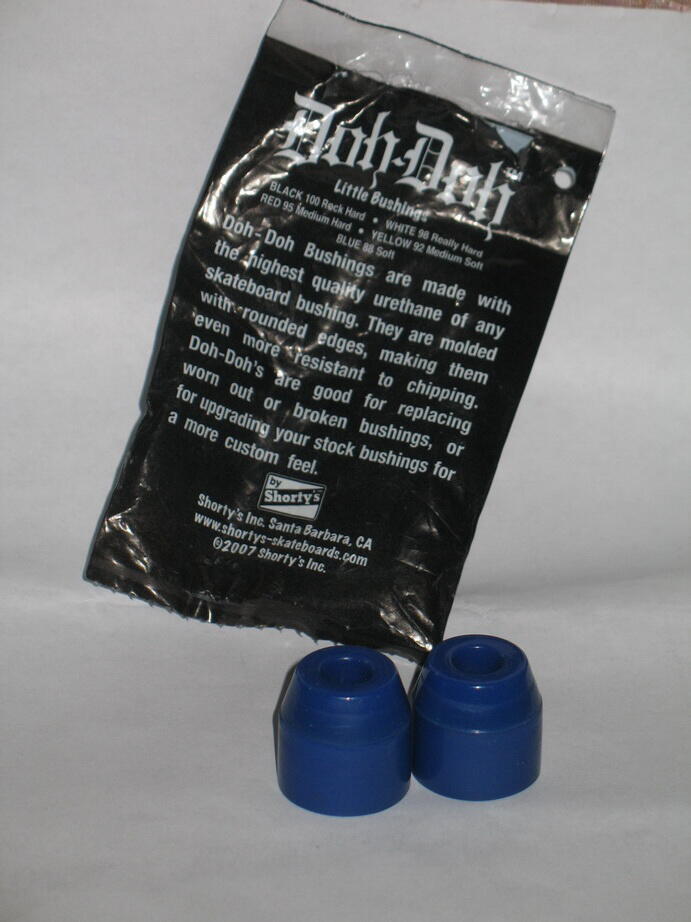 Doh-Doh™
Little Bushings
BLACK 100 Rock Hard • WHITE 98 Really Hard
RED 95 Medium Hard • YELLOW 92 Medium Soft
BLUE 88 Soft
Doh-Doh Bushings are made with
the highest quality urethane of any
skateboard bushing. They are molded
with rounded edges, making them
even more resistant to chipping.
Doh-Doh's are good for replacing
worn out or broken bushings, or
for upgrading your stock bushings for
a more custom feel.
by
Shorty's
Shorty's Inc. Santa Barbara, CA
www.shortys-skateboards.com
©2007 Shorty's Inc.